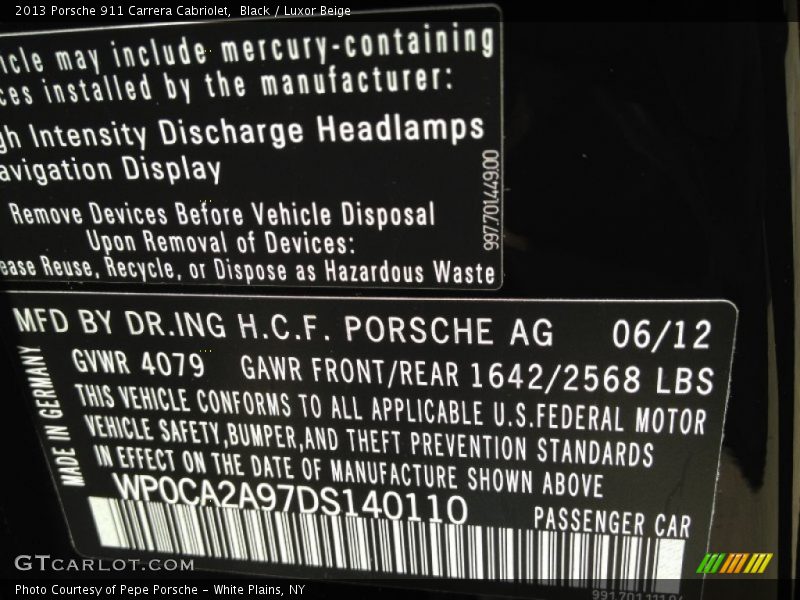 2013 Porsche 911 Carrera Cabriolet,  Black / Luxor Beige
may include mercury-containing
installed by the manufacturer:
Intensity Discharge Headlamps
Display
99770144900
Remove Devices Before Vehicle Disposal
Upon Removal of Devices:
Reuse, Recycle, or Dispose as Hazardous Waste
MFD BY DR.ING H.C.F. PORSCHE AG 06/12
GVWR 4079 GAWR FRONT/REAR 1642/2568 LBS
MADE IN GERMANY
THIS VEHICLE CONFORMS TO ALL APPLICABLE U.S.FEDERAL MOTOR
VEHICLE SAFETY,BUMPER,AND THEFT PREVENTION STANDARDS
IN EFFECT ON THE DATE OF MANUFACTURE SHOWN ABOVE
WP0CA2A97DS140110
PASSENGER CAR
GTCARLOT.COM
Photo Courtesy of Pepe Porsche - White Plains, NY